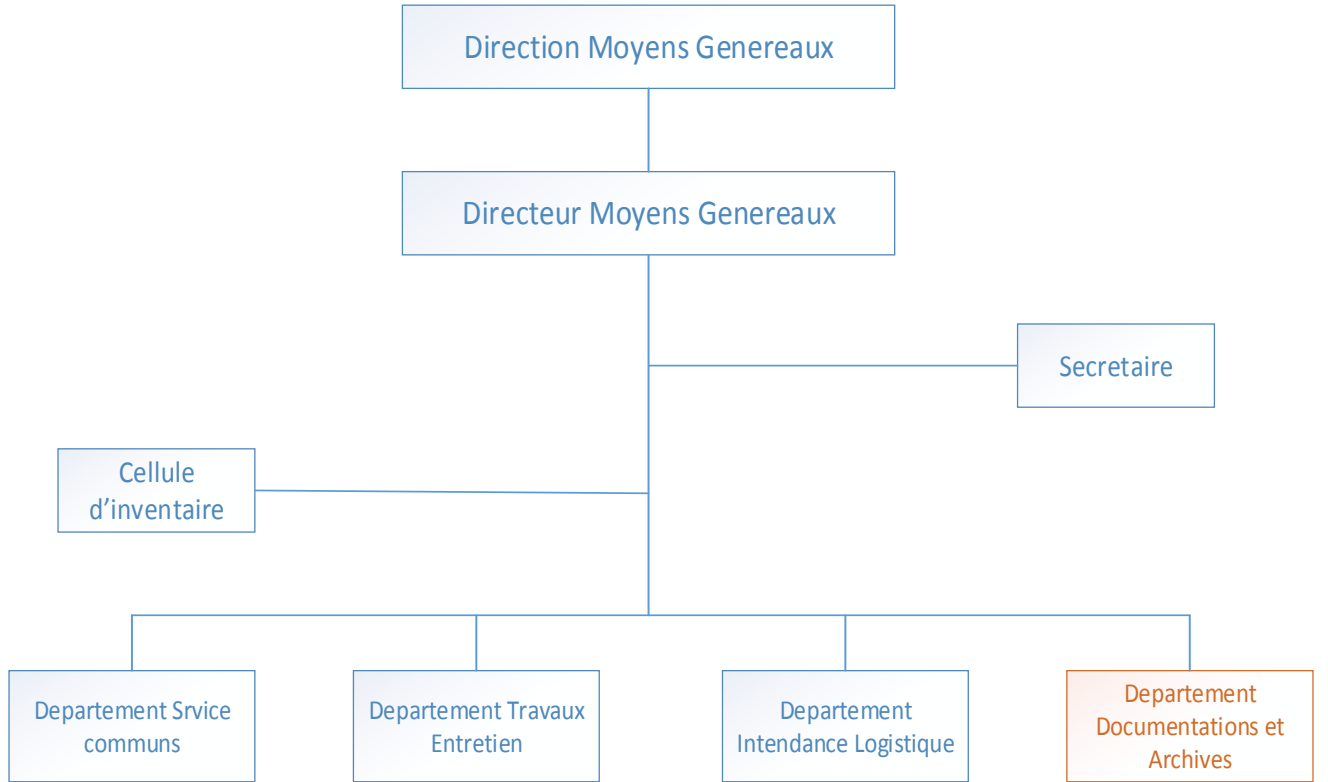 Direction Moyens Genereaux
Directeur Moyens Genereaux
Secretaire
Cellule
d’inventaire
Departement Srvice
communs
Departement Travaux
Entretien
Departement
Intendance Logistique
Departement
Documentations et
Archives